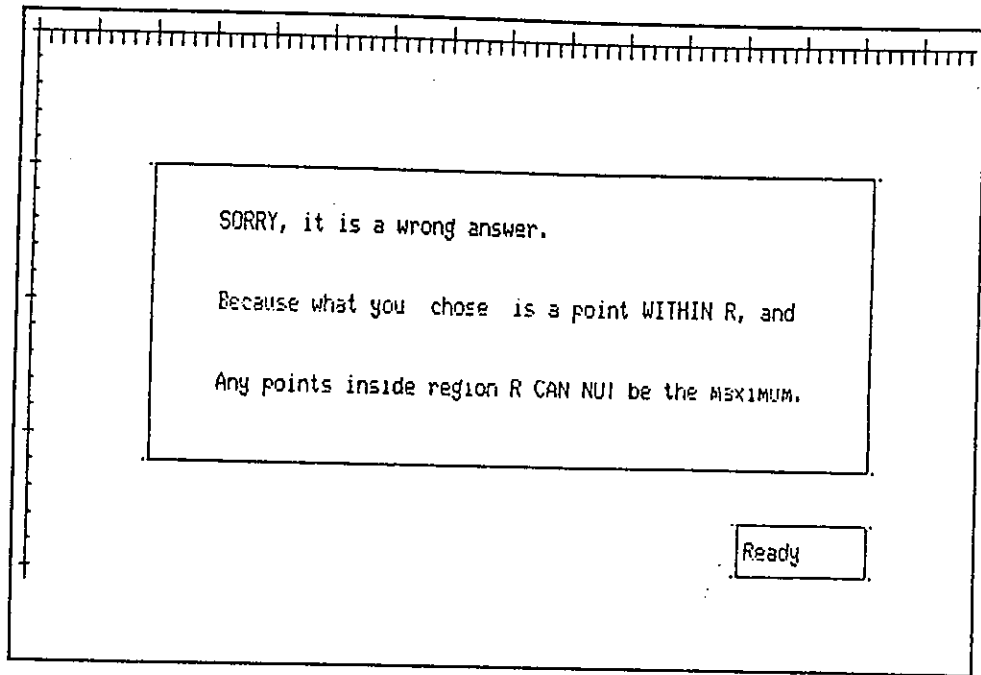 SORRY, it is a wrong answer.
Because what you chose is a point WITHIN R, and
Any points inside region R CAN NOT be the MAXIMUM.
Ready